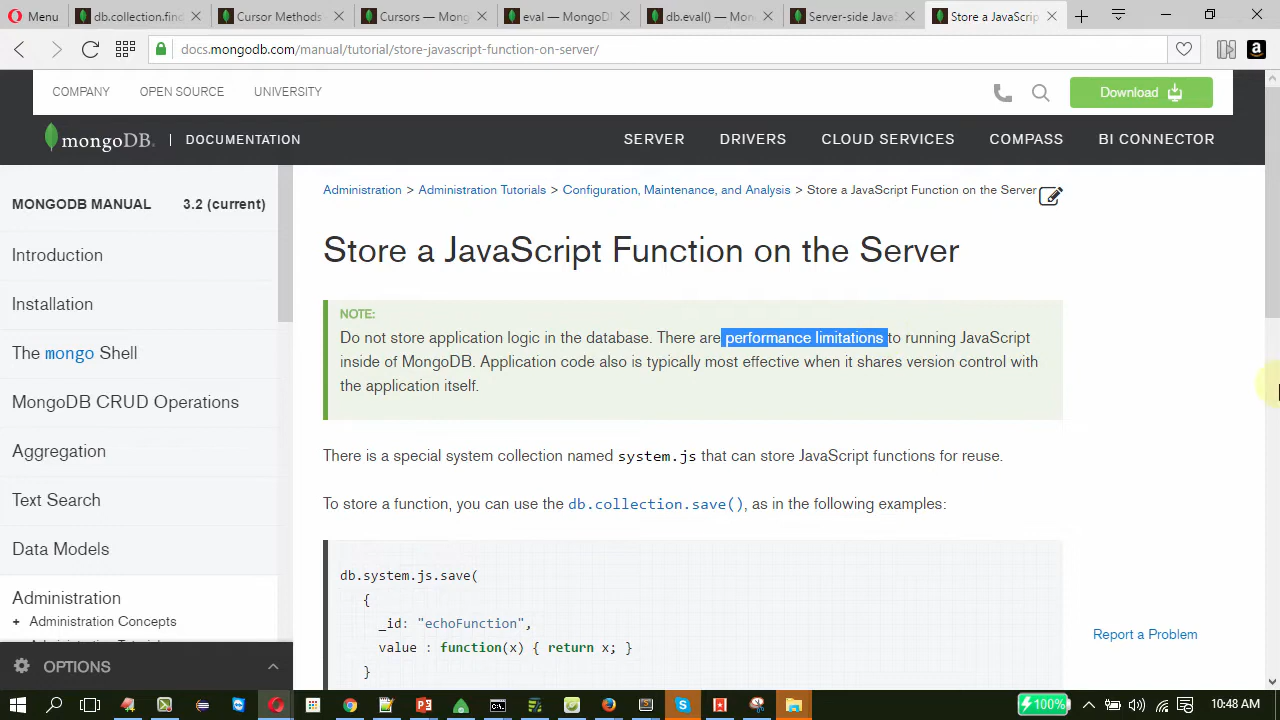 Menu db.collection.find Cursor Methods Cursors — Mong eval — MongoD db.eval() — Mon Server-side JavaS Store a JavaScrip
docs.mongodb.com/manual/tutorial/store-javascript-function-on-server/
COMPANY OPEN SOURCE UNIVERSITY Download
mongoDB. DOCUMENTATION SERVER DRIVERS CLOUD SERVICES COMPASS BI CONNECTOR
MONGODB MANUAL 3.2 (current)
Introduction
Installation
The mongo Shell
MongoDB CRUD Operations
Aggregation
Text Search
Data Models
Administration
+ Administration Concepts
OPTIONS
Administration > Administration Tutorials > Configuration, Maintenance, and Analysis > Store a JavaScript Function on the Server
Store a JavaScript Function on the Server
NOTE:
Do not store application logic in the database. There are performance limitations to running JavaScript
inside of MongoDB. Application code also is typically most effective when it shares version control with
the application itself.
There is a special system collection named system.js that can store JavaScript functions for reuse.
To store a function, you can use the db.collection.save(), as in the following examples:
db.system.js.save(
{
_id: "echoFunction",
value : function(x) { return x; }
}
Report a Problem
100% 10:48 AM